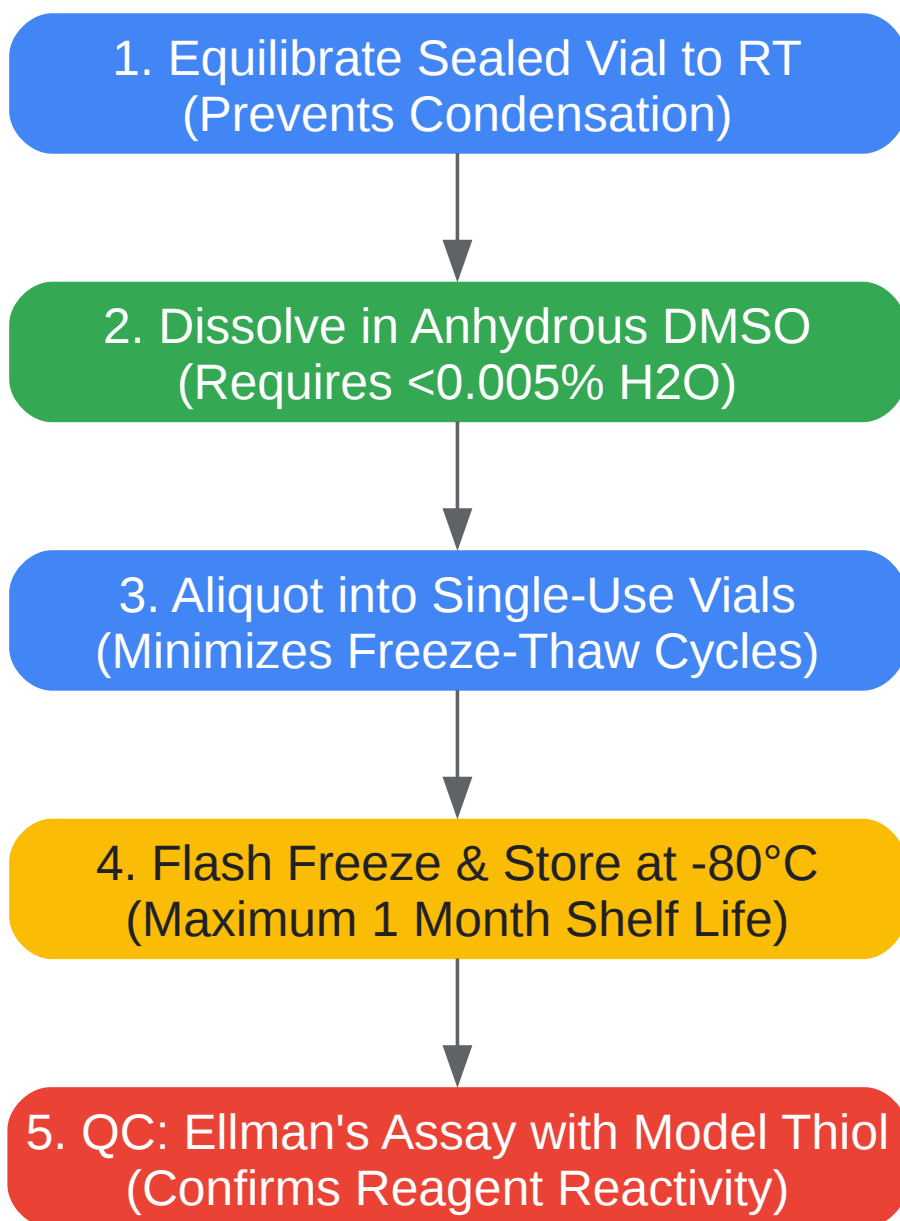 1. Equilibrate Sealed Vial to RT
(Prevents Condensation)
2. Dissolve in Anhydrous DMSO
(Requires <0.005% H2O)
3. Aliquot into Single-Use Vials
(Minimizes Freeze-Thaw Cycles)
4. Flash Freeze & Store at -80°C
(Maximum 1 Month Shelf Life)
5. QC: Ellman's Assay with Model Thiol
(Confirms Reagent Reactivity)